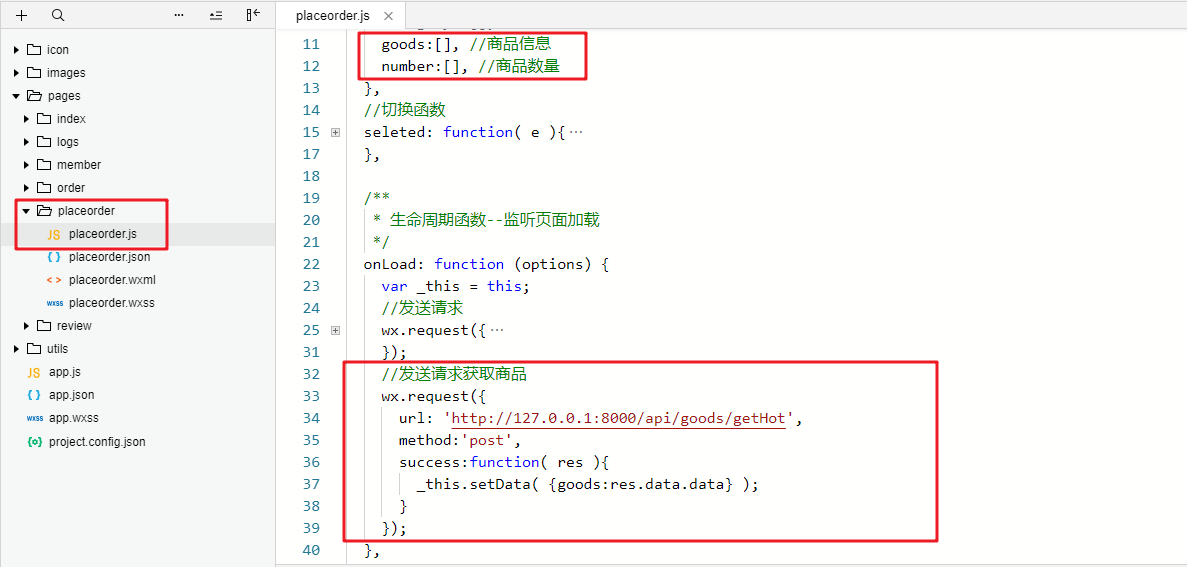 placeorder.js
icon
images
pages
index
logs
member
order
placeorder
JS placeorder.js
{ } placeorder.json
< > placeorder.wxml
wxss placeorder.wxss
review
utils
JS app.js
{ } app.json
wxss app.wxss
{o} project.config.json
11 goods:[], //商品信息
12 number:[], //商品数量
13 },
14 //切换函数
15 seleted: function( e ){···
17 },
18
19 /**
20 * 生命周期函数--监听页面加载
21 */
22 onLoad: function (options) {
23 var _this = this;
24 //发送请求
25 wx.request({···
31 });
32 //发送请求获取商品
33 wx.request({
34 url: 'http://127.0.0.1:8000/api/goods/getHot',
35 method:'post',
36 success:function( res ){
37 _this.setData( {goods:res.data.data} );
38 }
39 });
40 },